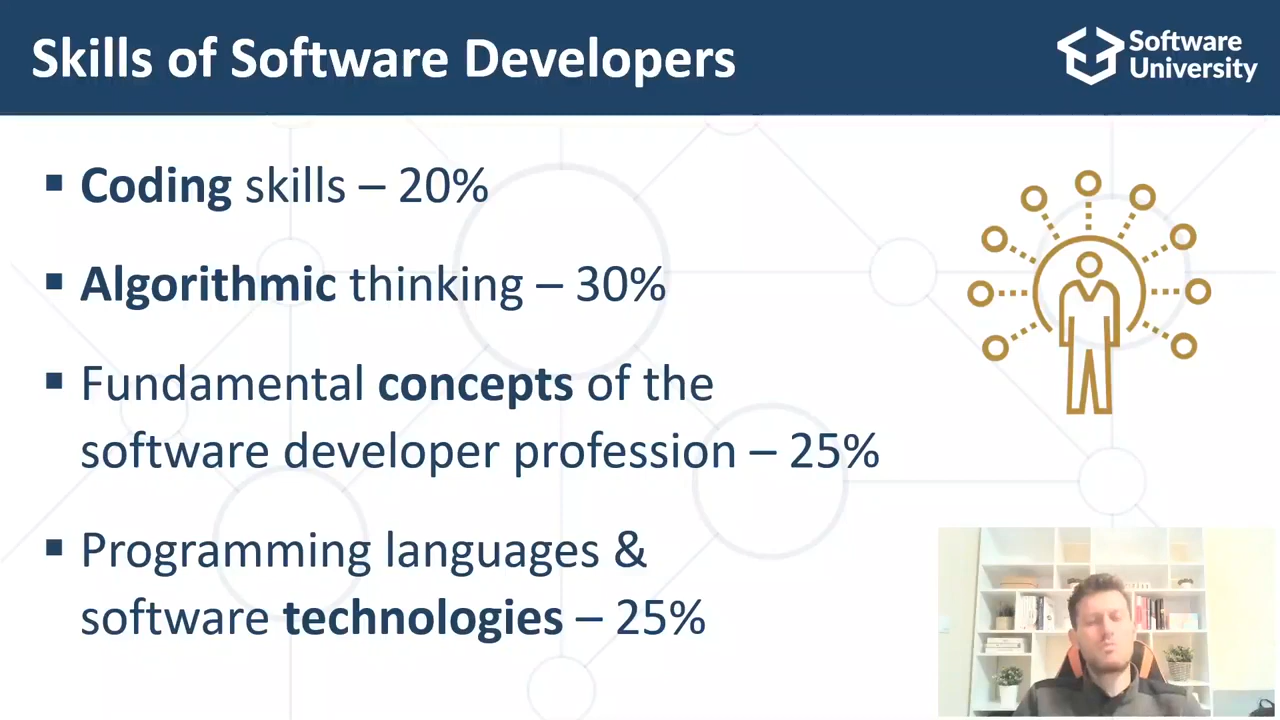 Skills of Software Developers
Software
University
▪ Coding skills – 20%
▪ Algorithmic thinking – 30%
▪ Fundamental concepts of the
software developer profession – 25%
▪ Programming languages &
software technologies – 25%